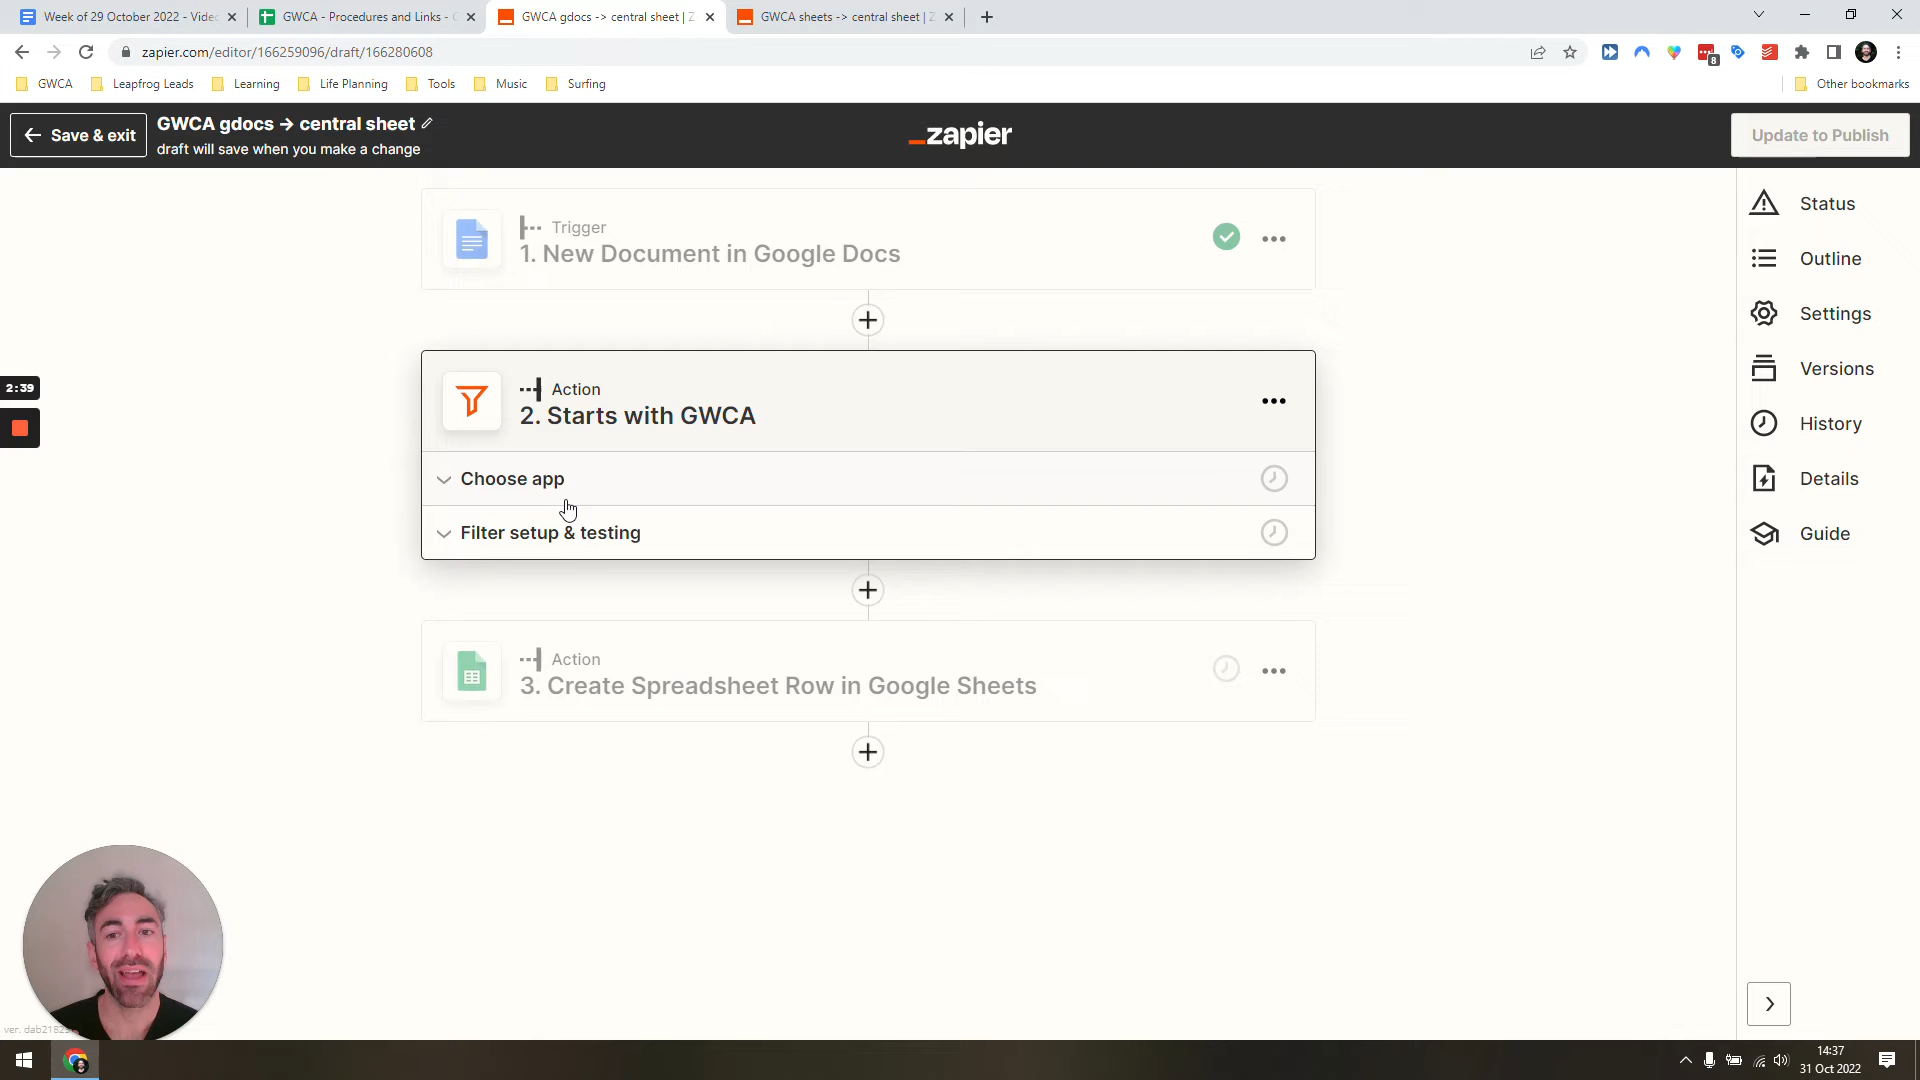 Week of 29 October 2022 - Vide
GWCA - Procedures and Links -
GWCA gdocs -> central sheet | Z
GWCA sheets -> central sheet | Z
zapier.com/editor/166259096/draft/166280608
8
GWCA
Leapfrog Leads
Learning
Life Planning
Tools
Music
Surfing
Other bookmarks
Save & exit
GWCA gdocs → central sheet
draft will save when you make a change
_zapier
Update to Publish
Trigger
1. New Document in Google Docs
Action
2. Starts with GWCA
Choose app
Filter setup & testing
Action
3. Create Spreadsheet Row in Google Sheets
Status
Outline
Settings
Versions
History
Details
Guide
2:39
ver. dab2182
14:37
31 Oct 2022